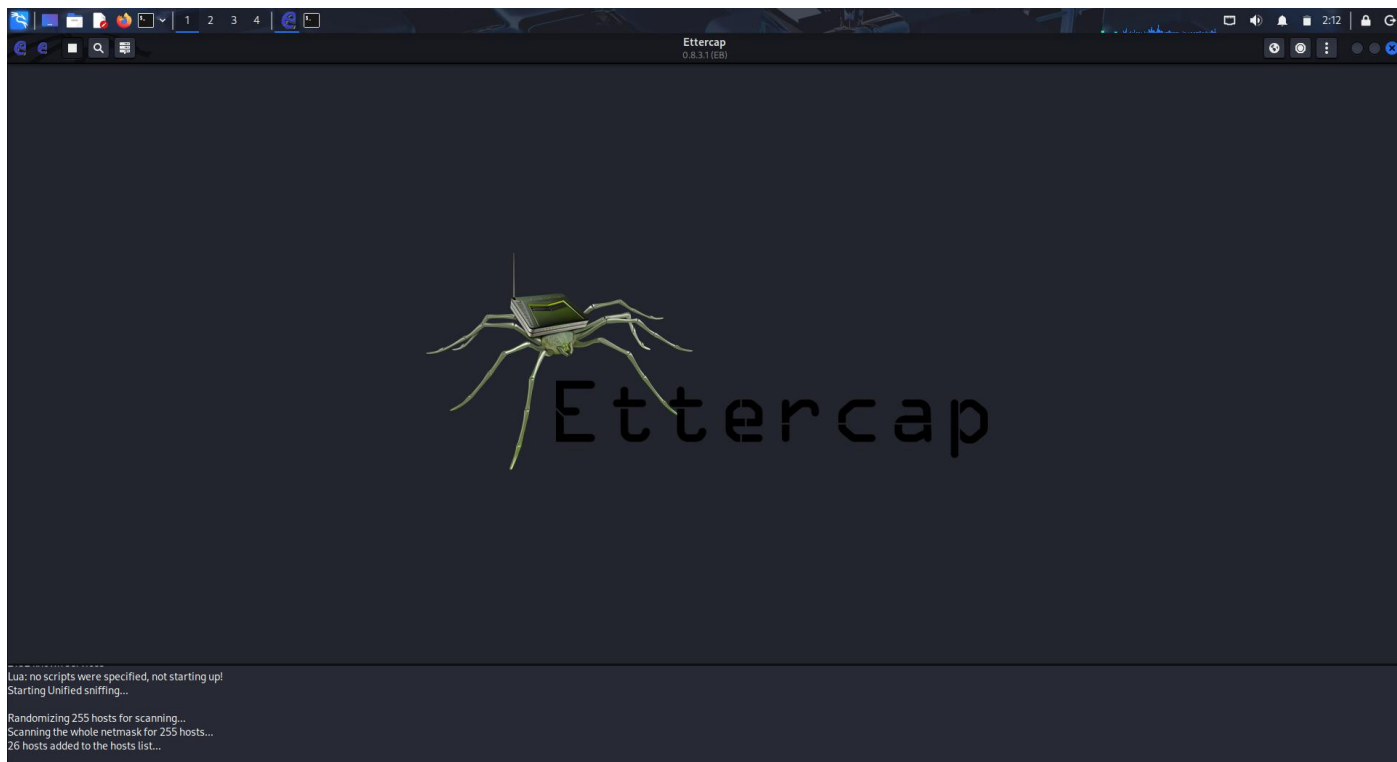 1 2 3 4
2:12
Ettercap
0.8.3.1 (EB)
Ettercap
Lua: no scripts were specified, not starting up!
Starting Unified sniffing...
Randomizing 255 hosts for scanning...
Scanning the whole netmask for 255 hosts...
26 hosts added to the hosts list...